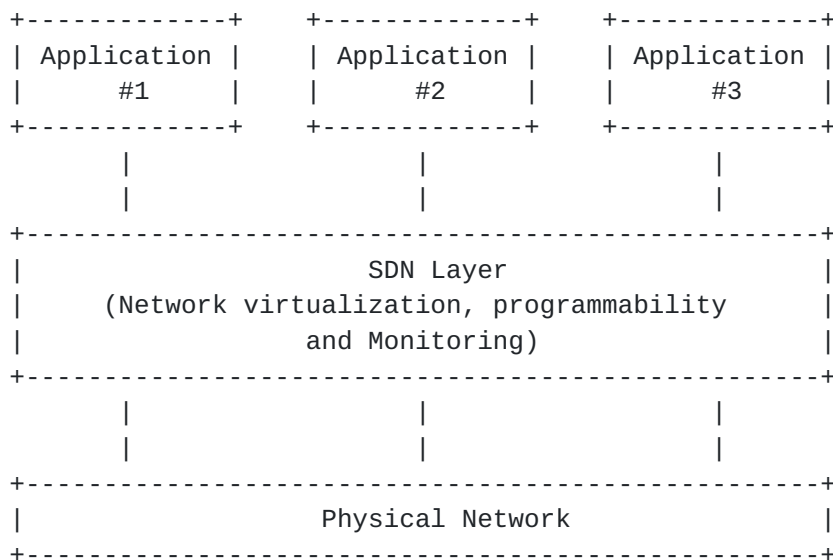 Application Application Application
#1 #2 #3
SDN Layer
(Network virtualization, programmability
and Monitoring)
Physical Network